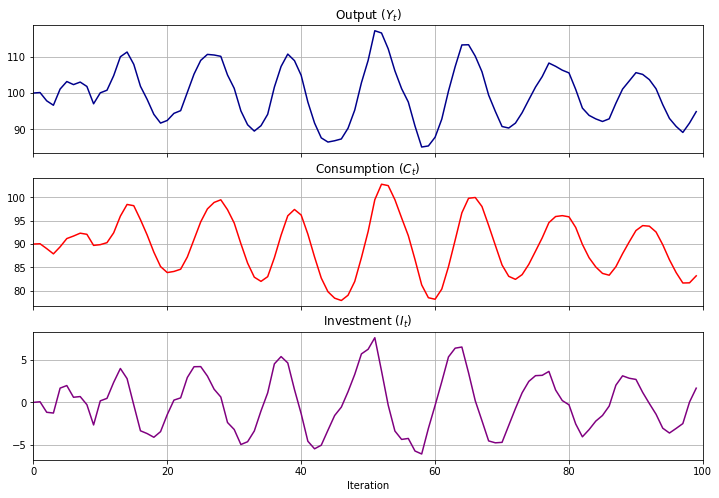 Output (Y_t)
110
100
90
Consumption (C_t)
100
95
90
85
80
Investment (I_t)
5
0
−5
0 20 40 60 80 100
Iteration